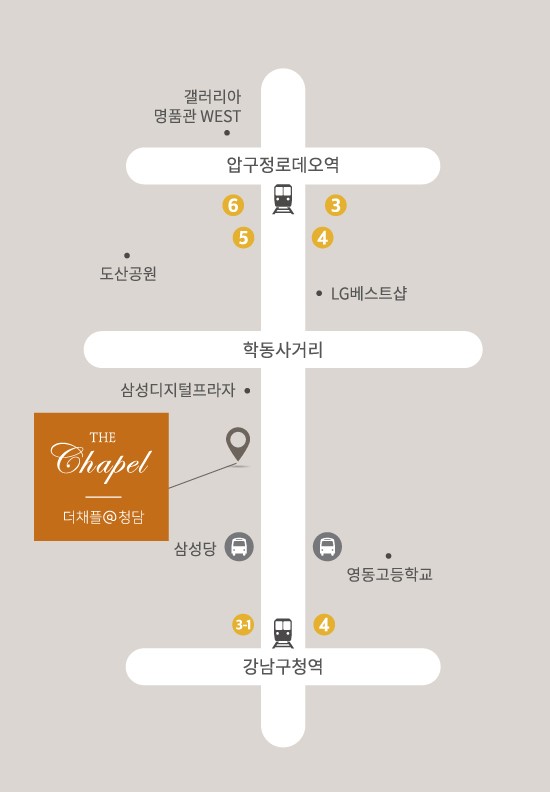 갤러리아
명품관 WEST
압구정로데오역
6
3
5
4
도산공원
LG베스트샵
학동사거리
삼성디지털프라자
THE
Chapel
더채플@청담
삼성당
영동고등학교
3-1
4
강남구청역